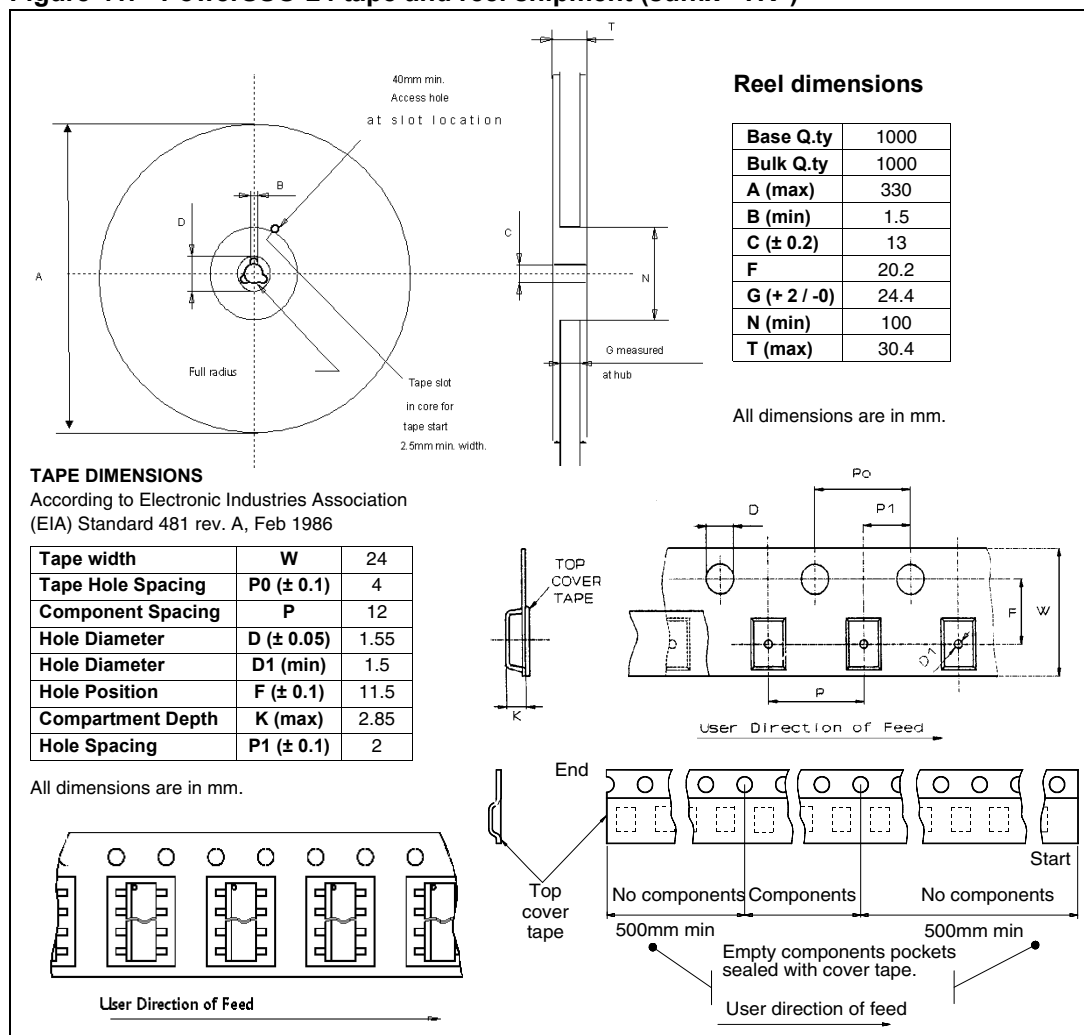 T
40mm min.
Access hole
at slot location
B
D
A
C
N
G measured
at hub
Full radius
Tape slot
in core for
tape start
2.5mm min. width.
Reel dimensions
Base Q.ty 1000
Bulk Q.ty 1000
A (max) 330
B (min) 1.5
C (± 0.2) 13
F 20.2
G (+ 2 / -0) 24.4
N (min) 100
T (max) 30.4
All dimensions are in mm.
TAPE DIMENSIONS
According to Electronic Industries Association
(EIA) Standard 481 rev. A, Feb 1986
Tape width W 24
Tape Hole Spacing P0 (± 0.1) 4
Component Spacing P 12
Hole Diameter D (± 0.05) 1.55
Hole Diameter D1 (min) 1.5
Hole Position F (± 0.1) 11.5
Compartment Depth K (max) 2.85
Hole Spacing P1 (± 0.1) 2
All dimensions are in mm.
Po
D
P1
TOP
COVER
TAPE
F
W
D1
P
K
User Direction of Feed
End
Start
Top
cover
tape
No components Components No components
500mm min 500mm min
Empty components pockets
sealed with cover tape.
User direction of feed
User Direction of Feed